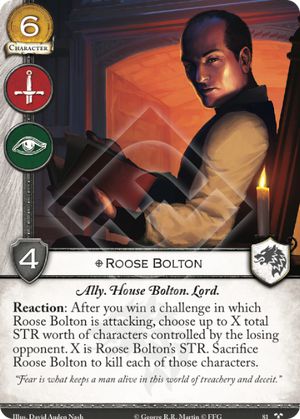 6
CHARACTER
4
ROOSE BOLTON
Ally. House Bolton. Lord.
Reaction: After you win a challenge in which
Roose Bolton is attacking, choose up to X total
STR worth of characters controlled by the losing
opponent. X is Roose Bolton's STR. Sacrifice
Roose Bolton to kill each of those characters.
"Fear is what keeps a man alive in this world of treachery and deceit."
Illus. David Auden Nash © George R.R. Martin © FFG 81